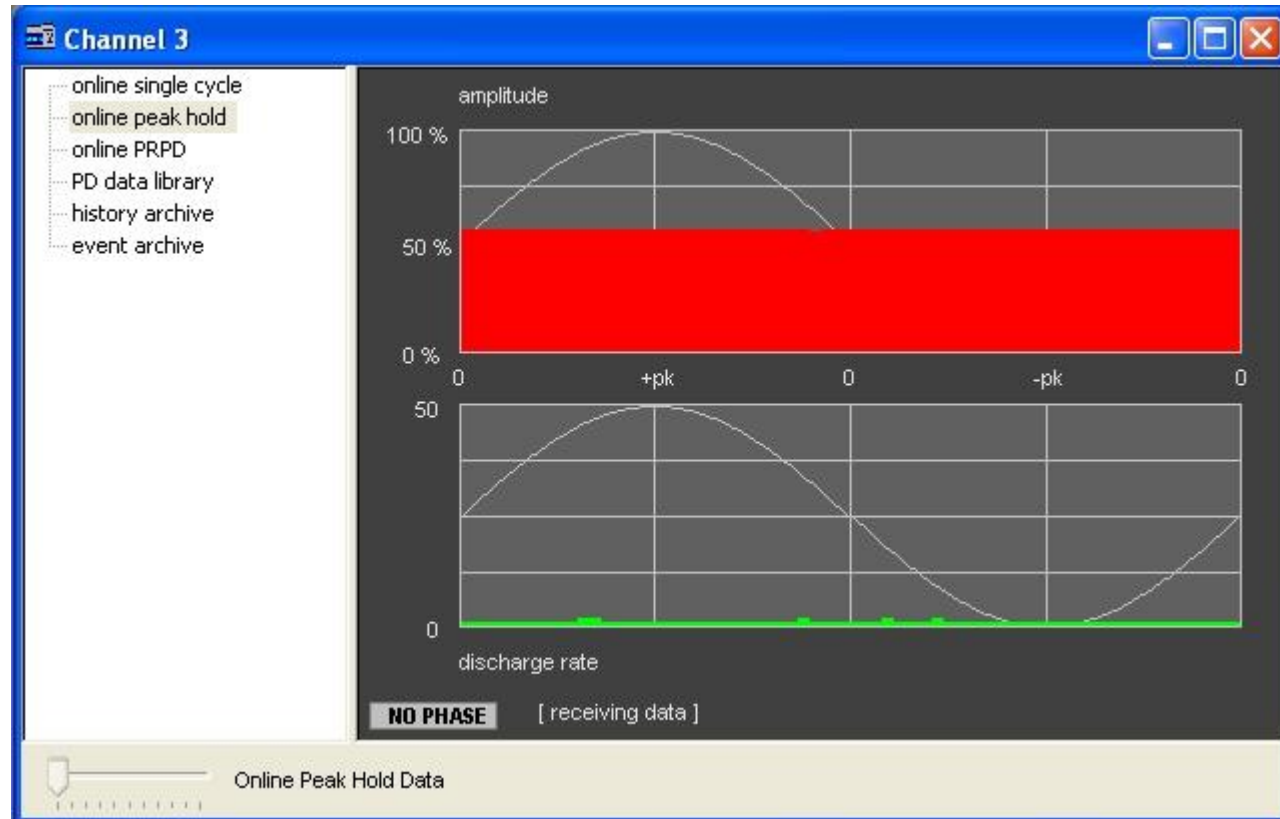 Channel 3
online single cycle
online peak hold
online PRPD
PD data library
history archive
event archive
amplitude
100 %
50 %
0 %
0 +pk 0 -pk 0
50
0
discharge rate
NO PHASE [ receiving data ]
Online Peak Hold Data